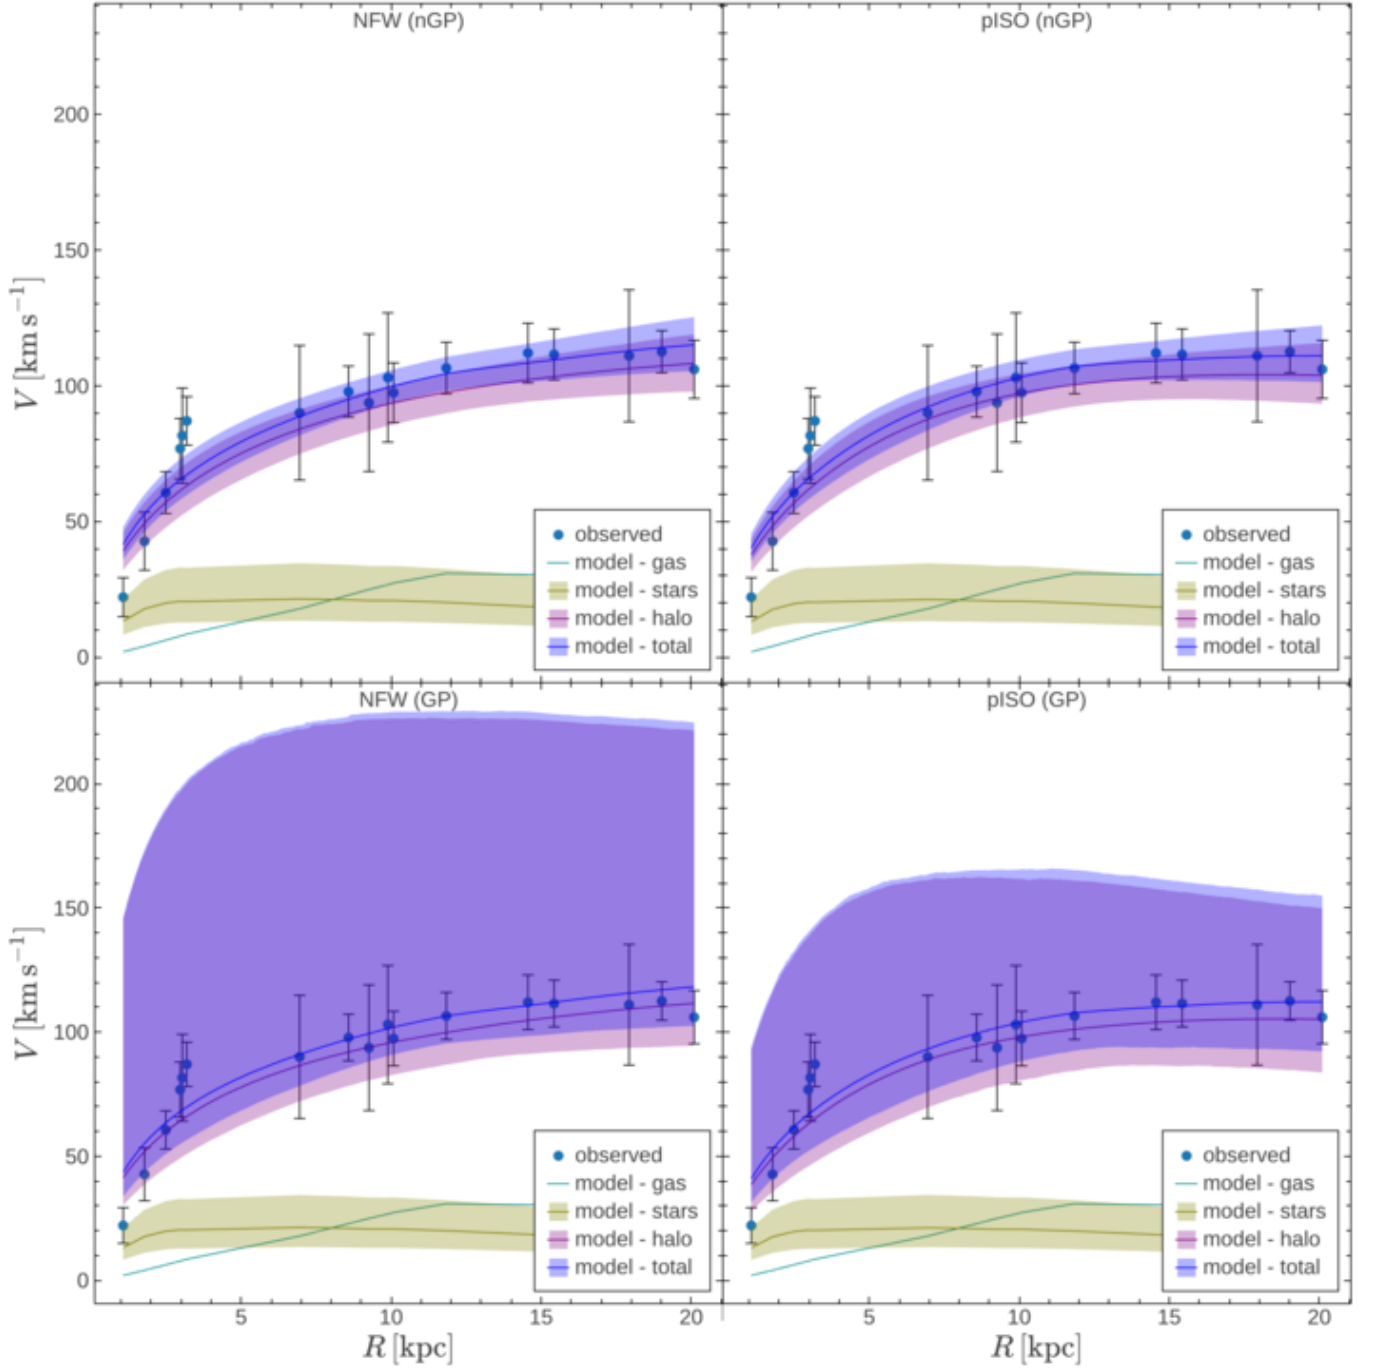 NFW (nGP)
pISO (nGP)
200
150
100
50
0
V [km s⁻¹]
observed
model - gas
model - stars
model - halo
model - total
observed
model - gas
model - stars
model - halo
model - total
NFW (GP)
pISO (GP)
200
150
100
50
0
V [km s⁻¹]
observed
model - gas
model - stars
model - halo
model - total
observed
model - gas
model - stars
model - halo
model - total
5
10
15
20
5
10
15
20
R [kpc]
R [kpc]